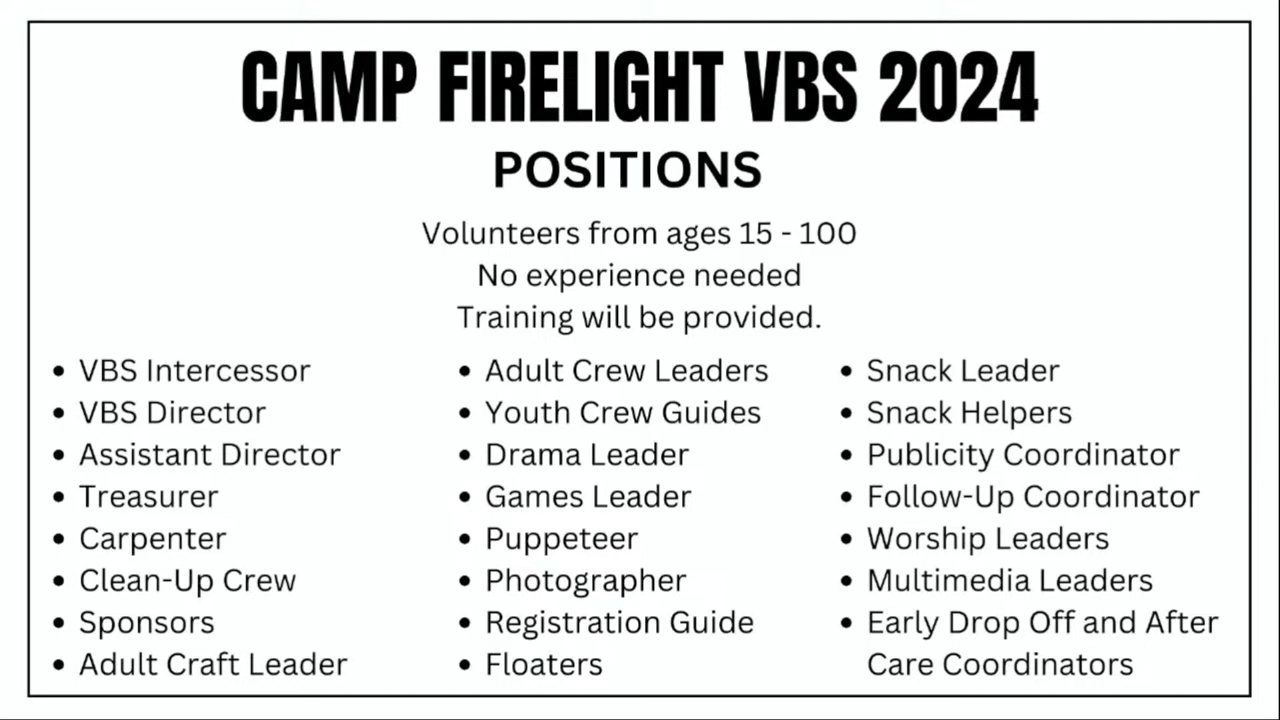 CAMP FIRELIGHT VBS 2024
POSITIONS
Volunteers from ages 15 - 100
No experience needed
Training will be provided.
• VBS Intercessor
• VBS Director
• Assistant Director
• Treasurer
• Carpenter
• Clean-Up Crew
• Sponsors
• Adult Craft Leader
• Adult Crew Leaders
• Youth Crew Guides
• Drama Leader
• Games Leader
• Puppeteer
• Photographer
• Registration Guide
• Floaters
• Snack Leader
• Snack Helpers
• Publicity Coordinator
• Follow-Up Coordinator
• Worship Leaders
• Multimedia Leaders
• Early Drop Off and After
Care Coordinators